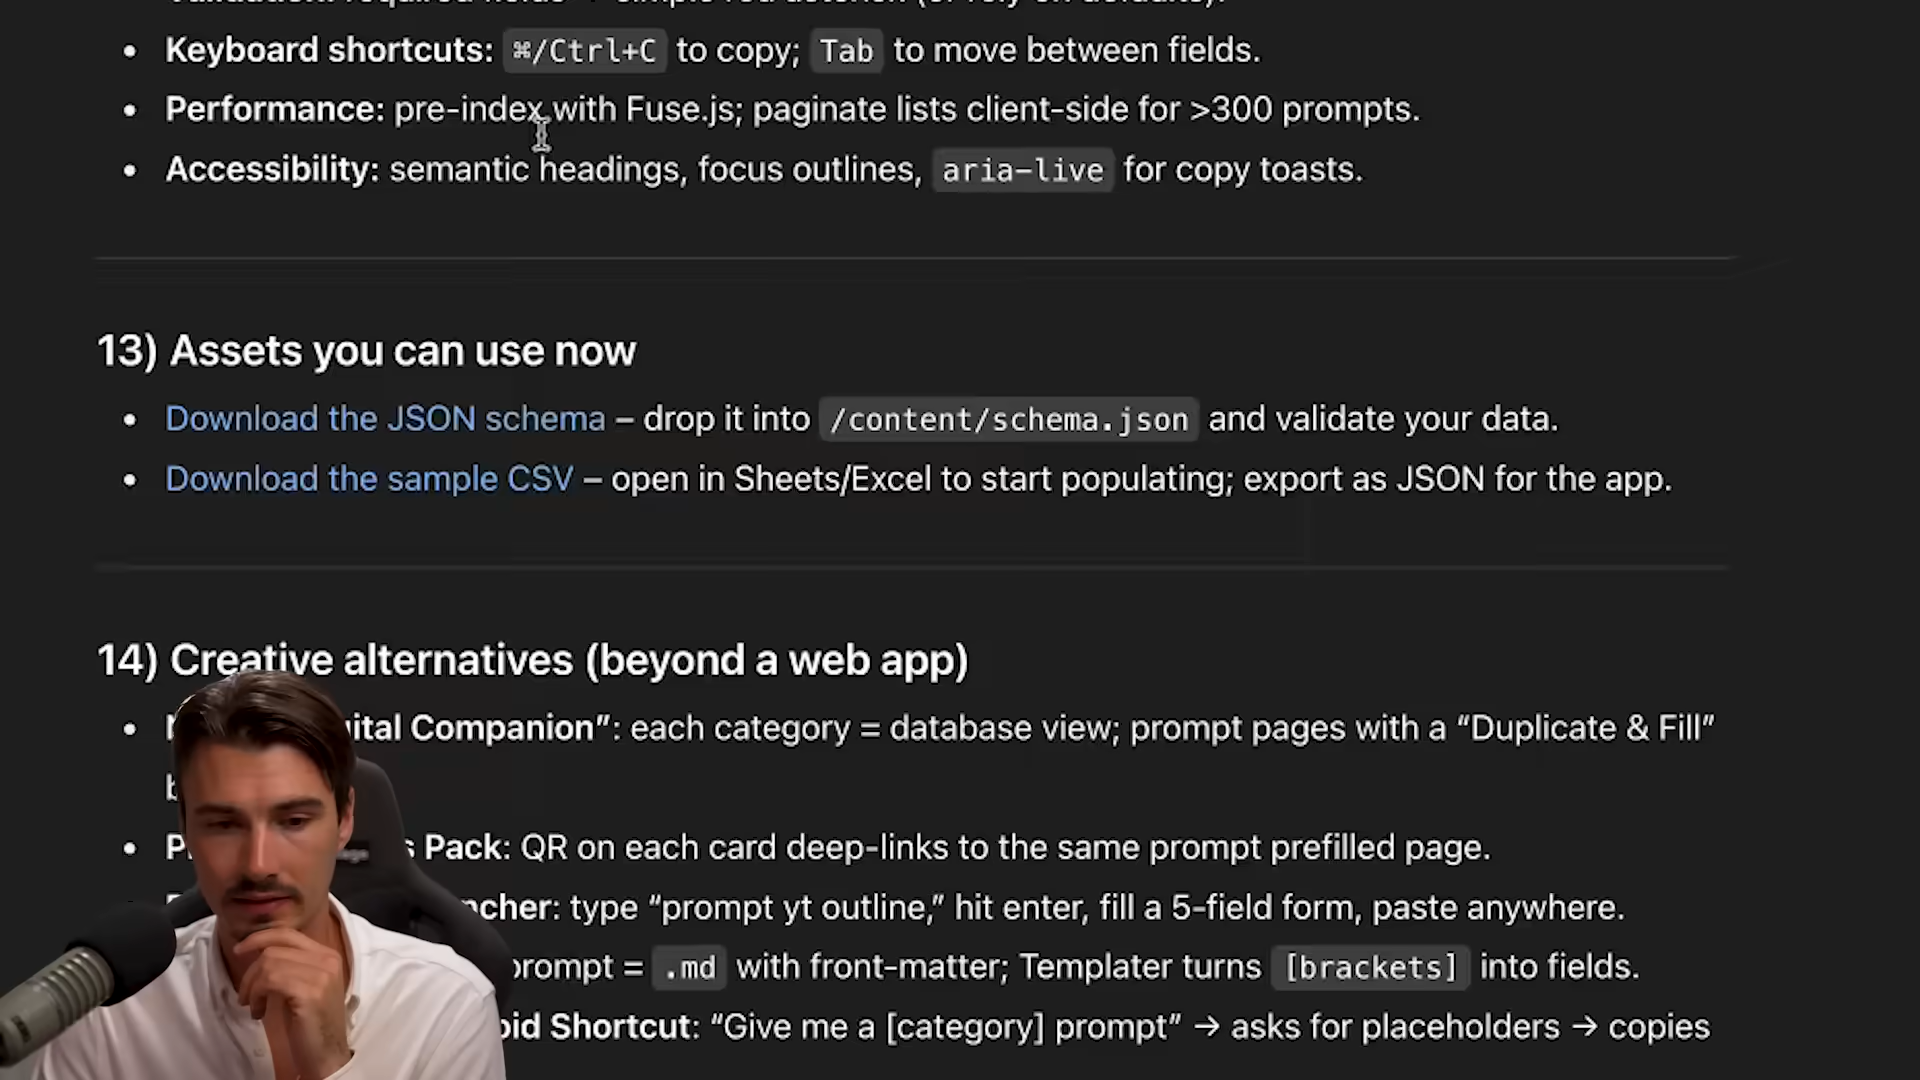 Keyboard shortcuts: ⌘/Ctrl+C to copy; Tab to move between fields.
Performance: pre-index with Fuse.js; paginate lists client-side for >300 prompts.
Accessibility: semantic headings, focus outlines, aria-live for copy toasts.
13) Assets you can use now
Download the JSON schema – drop it into /content/schema.json and validate your data.
Download the sample CSV – open in Sheets/Excel to start populating; export as JSON for the app.
14) Creative alternatives (beyond a web app)
Companion”: each category = database view; prompt pages with a “Duplicate & Fill”
Pack: QR on each card deep-links to the same prompt prefilled page.
type “prompt yt outline,” hit enter, fill a 5-field form, paste anywhere.
prompt = .md with front-matter; Templater turns [brackets] into fields.
Shortcut: “Give me a [category] prompt” → asks for placeholders → copies